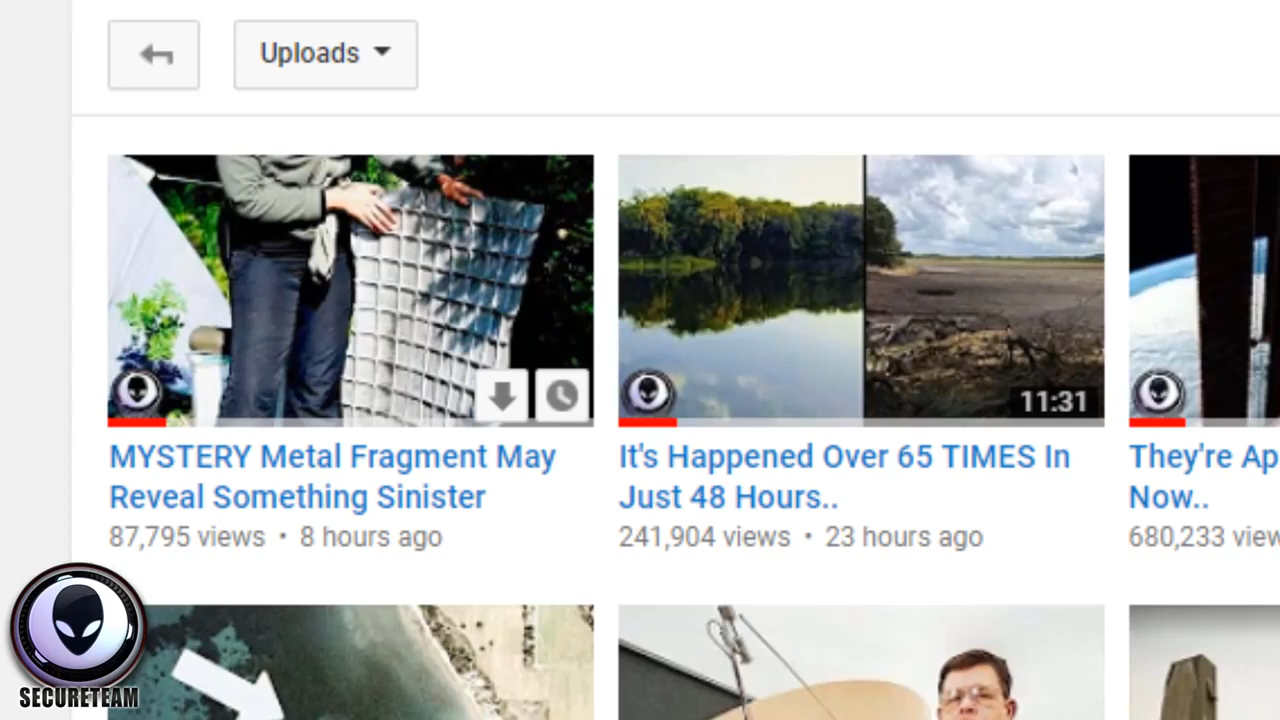 Uploads
11:31
MYSTERY Metal Fragment May
Reveal Something Sinister
87,795 views • 8 hours ago
It's Happened Over 65 TIMES In
Just 48 Hours..
241,904 views • 23 hours ago
They're Ap
Now..
680,233 view
SECURETEAM